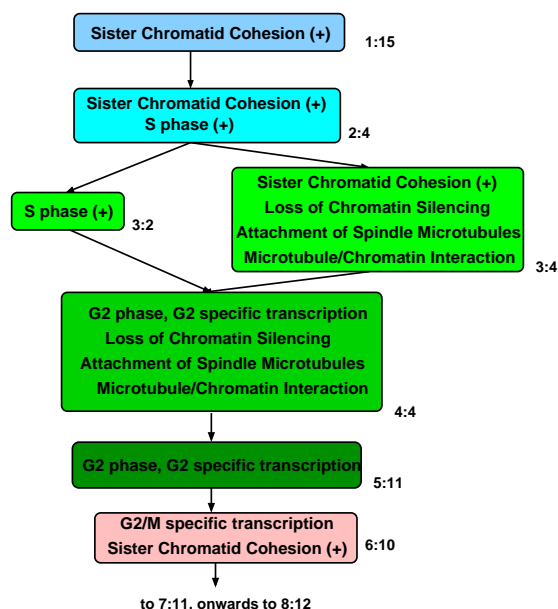 Sister Chromatid Cohesion (+)
1:15
Sister Chromatid Cohesion (+)
S phase (+)
2:4
S phase (+)
3:2
Sister Chromatid Cohesion (+)
Loss of Chromatin Silencing
Attachment of Spindle Microtubules
Microtubule/Chromatin Interaction
3:4
G2 phase, G2 specific transcription
Loss of Chromatin Silencing
Attachment of Spindle Microtubules
Microtubule/Chromatin Interaction
4:4
G2 phase, G2 specific transcription
5:11
G2/M specific transcription
Sister Chromatid Cohesion (+)
6:10
to 7:11, onwards to 8:12